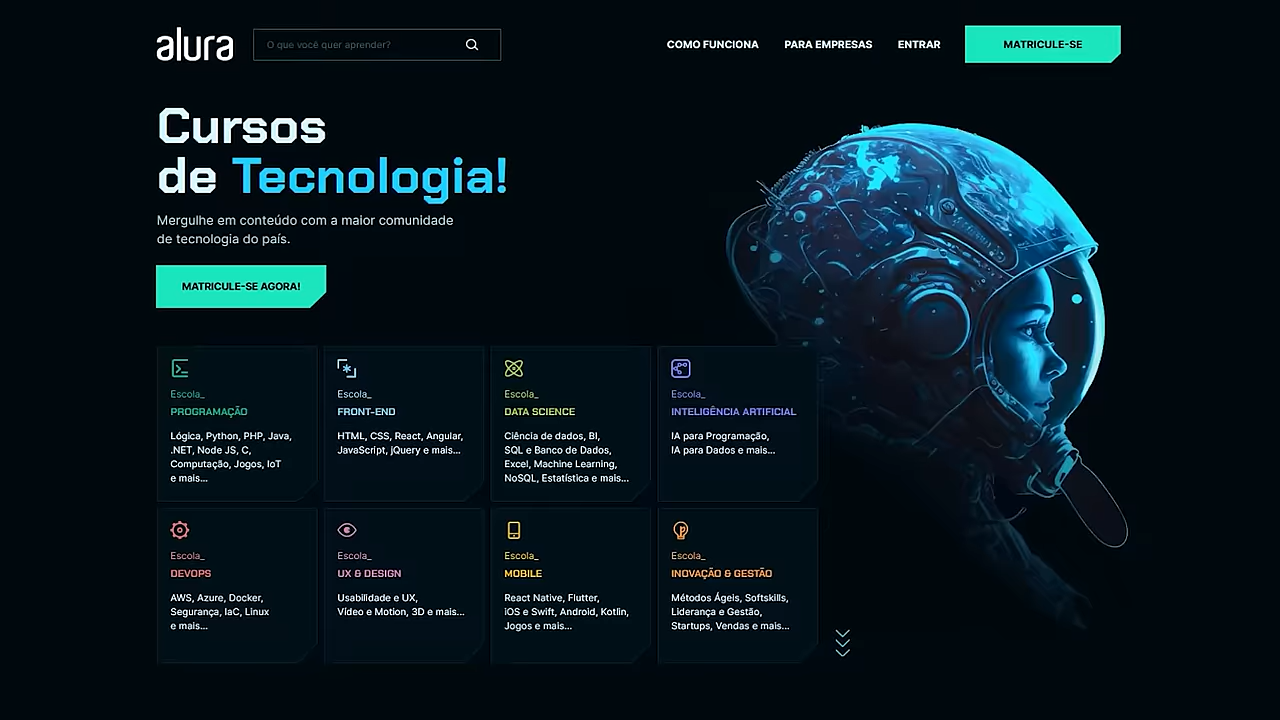 alura
O que você quer aprender?
COMO FUNCIONA
PARA EMPRESAS
ENTRAR
MATRICULE-SE
Cursos
de Tecnologia!
Mergulhe em conteúdo com a maior comunidade
de tecnologia do país.
MATRICULE-SE AGORA!
Escola_
PROGRAMAÇÃO
Lógica, Python, PHP, Java,
.NET, Node JS, C,
Computação, Jogos, IoT
e mais...
Escola_
FRONT-END
HTML, CSS, React, Angular,
JavaScript, jQuery e mais...
Escola_
DATA SCIENCE
Ciência de dados, BI,
SQL e Banco de Dados,
Excel, Machine Learning,
NoSQL, Estatística e mais...
Escola_
INTELIGÊNCIA ARTIFICIAL
IA para Programação,
IA para Dados e mais...
Escola_
DEVOPS
AWS, Azure, Docker,
Segurança, IaC, Linux
e mais...
Escola_
UX & DESIGN
Usabilidade e UX,
Vídeo e Motion, 3D e mais...
Escola_
MOBILE
React Native, Flutter,
iOS e Swift, Android, Kotlin,
Jogos e mais...
Escola_
INOVAÇÃO & GESTÃO
Métodos Ágeis, Softskills,
Liderança e Gestão,
Startups, Vendas e mais...